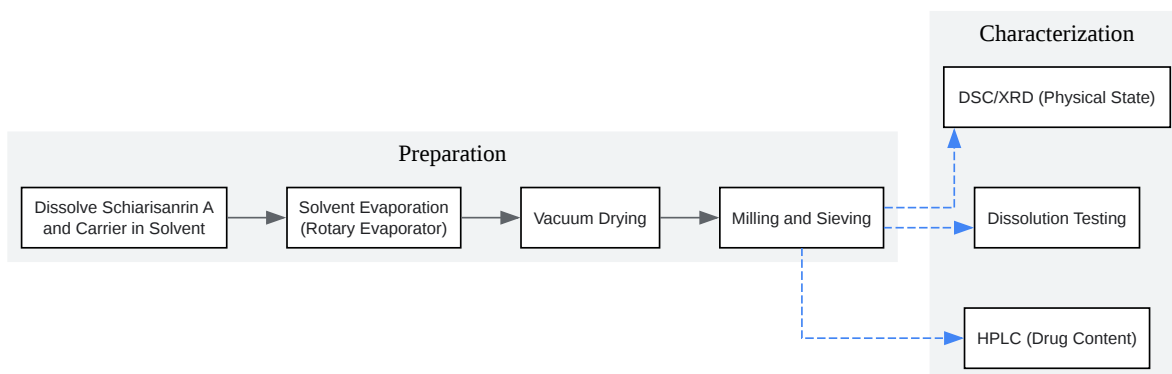 Characterization
DSC/XRD (Physical State)
Preparation
Dissolve Schiarisanrin A
and Carrier in Solvent
Solvent Evaporation
(Rotary Evaporator)
Vacuum Drying
Milling and Sieving
Dissolution Testing
HPLC (Drug Content)